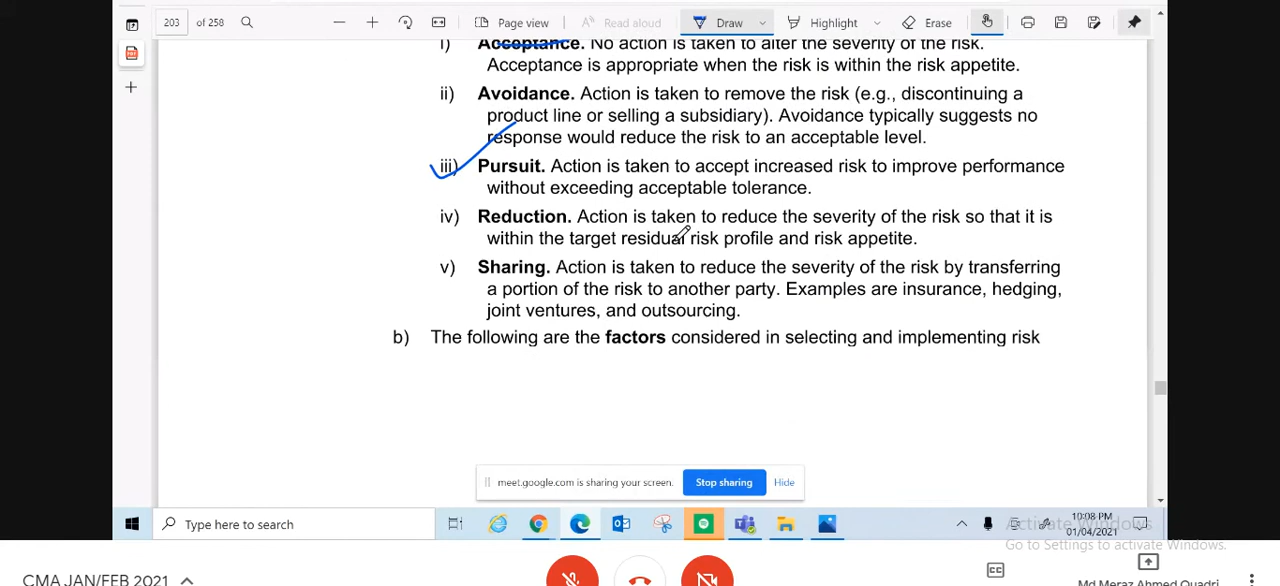 203 of 258 Page view Read aloud Draw Highlight Erase
i) Acceptance. No action is taken to alter the severity of the risk.
Acceptance is appropriate when the risk is within the risk appetite.
ii) Avoidance. Action is taken to remove the risk (e.g., discontinuing a
product line or selling a subsidiary). Avoidance typically suggests no
response would reduce the risk to an acceptable level.
iii) Pursuit. Action is taken to accept increased risk to improve performance
without exceeding acceptable tolerance.
iv) Reduction. Action is taken to reduce the severity of the risk so that it is
within the target residual risk profile and risk appetite.
v) Sharing. Action is taken to reduce the severity of the risk by transferring
a portion of the risk to another party. Examples are insurance, hedging,
joint ventures, and outsourcing.
b) The following are the factors considered in selecting and implementing risk
meet.google.com is sharing your screen. Stop sharing Hide
Type here to search
10:08 PM
01/04/2021
Activate Windows
Go to Settings to activate Windows.
CMA JAN/FEB 2021
Md Meraz Ahmed Quadri